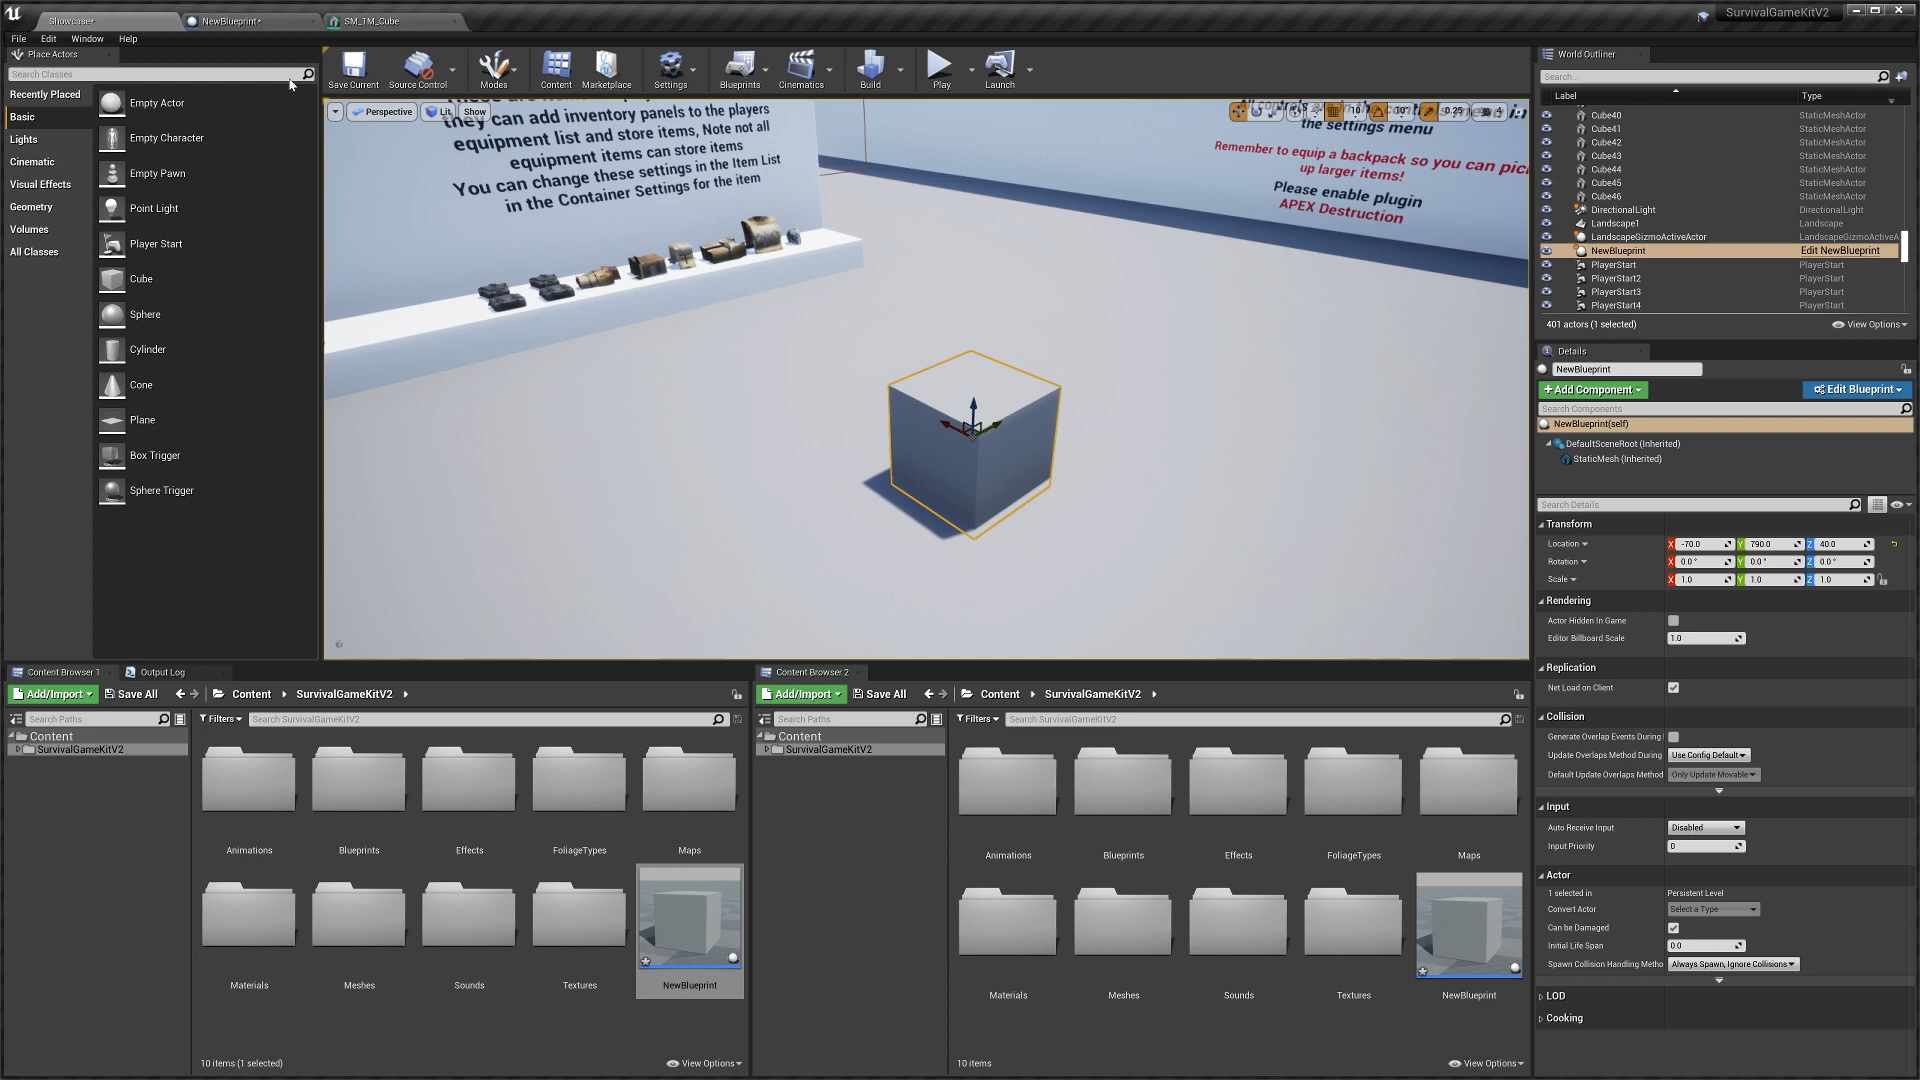 Showcase*
NewBlueprint*
SM_1M_Cube
SurvivalGameKitV2
File Edit Window Help
Place Actors
Search Classes
Recently Placed
Basic
Lights
Cinematic
Visual Effects
Geometry
Volumes
All Classes
Empty Actor
Empty Character
Empty Pawn
Point Light
Player Start
Cube
Sphere
Cylinder
Cone
Plane
Box Trigger
Sphere Trigger
Save Current
Source Control
Modes
Content
Marketplace
Settings
Blueprints
Cinematics
Build
Play
Launch
Perspective
Lit
Show
10
10°
0.25
4
they can add inventory panels to the players
equipment list and store items, Note not all
equipment items can store items
You can change these settings in the Item List
in the Container Settings for the item
the settings menu
Remember to equip a backpack so you can pick
up larger items!
Please enable plugin
APEX Destruction
World Outliner
Search...
Label Type
Cube40 StaticMeshActor
Cube41 StaticMeshActor
Cube42 StaticMeshActor
Cube43 StaticMeshActor
Cube44 StaticMeshActor
Cube45 StaticMeshActor
Cube46 StaticMeshActor
DirectionalLight DirectionalLight
Landscape1 Landscape
LandscapeGizmoActiveActor LandscapeGizmoActiveA
NewBlueprint Edit NewBlueprint
PlayerStart PlayerStart
PlayerStart2 PlayerStart
PlayerStart3 PlayerStart
PlayerStart4 PlayerStart
401 actors (1 selected)
View Options
Details
NewBlueprint
+Add Component
Edit Blueprint
Search Components
NewBlueprint(self)
DefaultSceneRoot (Inherited)
StaticMesh (Inherited)
Search Details
Transform
Location X -70.0 Y 790.0 Z 40.0
Rotation X 0.0° Y 0.0° Z 0.0°
Scale X 1.0 Y 1.0 Z 1.0
Rendering
Actor Hidden In Game
Editor Billboard Scale 1.0
Replication
Net Load on Client
Collision
Generate Overlap Events During
Update Overlaps Method During Use Config Default
Default Update Overlaps Method Only Update Movable
Input
Auto Receive Input Disabled
Input Priority 0
Actor
1 selected in Persistent Level
Convert Actor Select a Type
Can be Damaged
Initial Life Span 0.0
Spawn Collision Handling Metho Always Spawn, Ignore Collisions
LOD
Cooking
Content Browser 1
Output Log
Add/Import
Save All
Content
SurvivalGameKitV2
Search Paths
Filters
Search SurvivalGameKitV2
Content
SurvivalGameKitV2
Animations
Blueprints
Effects
FoliageTypes
Maps
Materials
Meshes
Sounds
Textures
NewBlueprint
10 items (1 selected)
View Options
Content Browser 2
Add/Import
Save All
Content
SurvivalGameKitV2
Search Paths
Filters
Search SurvivalGameKitV2
Content
SurvivalGameKitV2
Animations
Blueprints
Effects
FoliageTypes
Maps
Materials
Meshes
Sounds
Textures
NewBlueprint
10 items
View Options